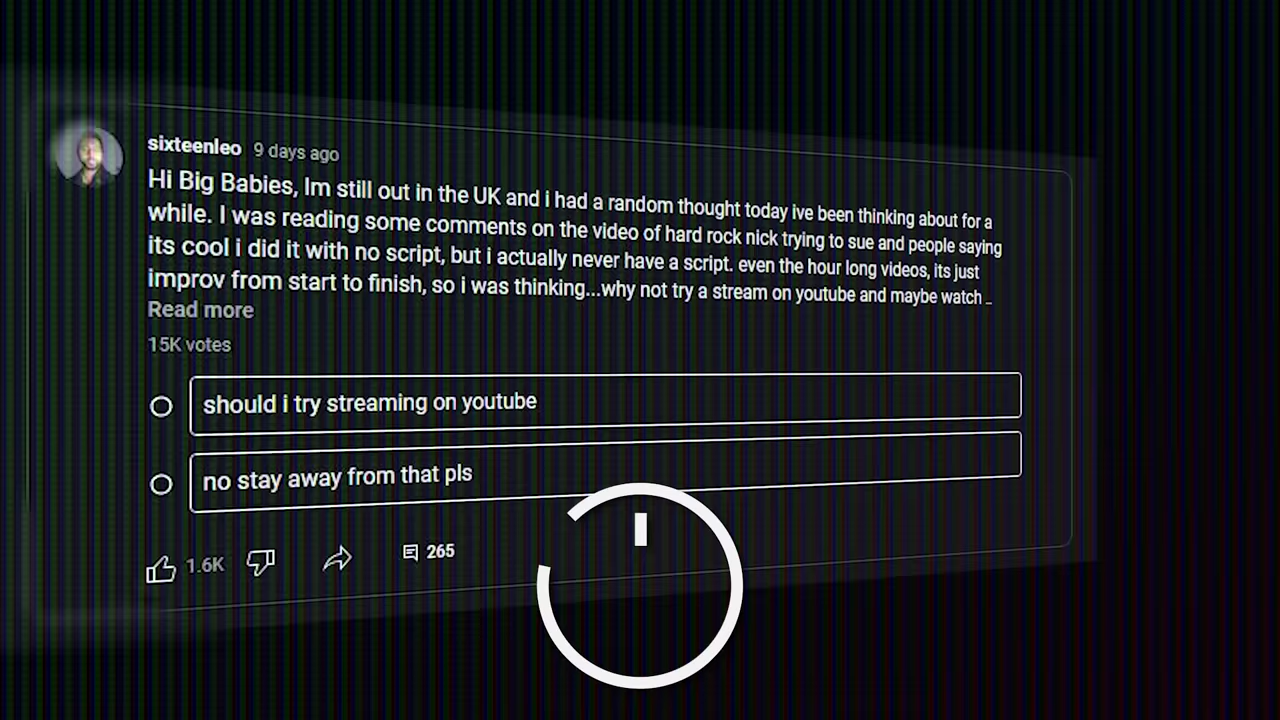 sixteenleo 9 days ago
Hi Big Babies, Im still out in the UK and i had a random thought today ive been thinking about for a
while. I was reading some comments on the video of hard rock nick trying to sue and people saying
its cool i did it with no script, but i actually never have a script. even the hour long videos, its just
improv from start to finish, so i was thinking...why not try a stream on youtube and maybe watch ..
Read more
15K votes
should i try streaming on youtube
no stay away from that pls
1.6K 265